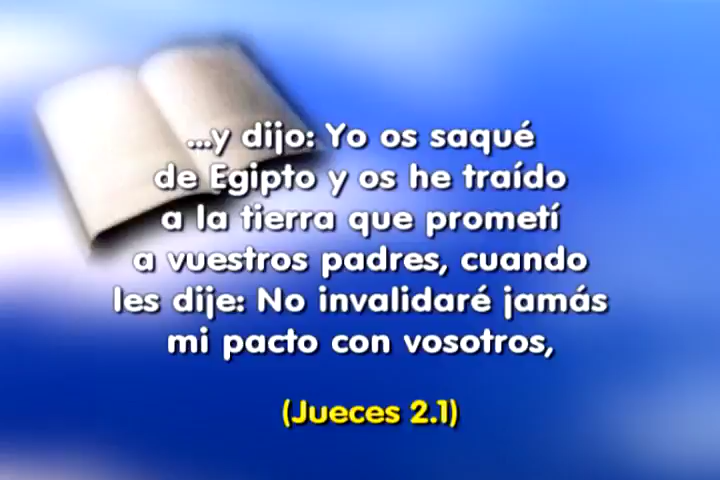 ...y dijo: Yo os saqué
de Egipto y os he traído
a la tierra que prometí
a vuestros padres, cuando
les dije: No invalidaré jamás
mi pacto con vosotros,
(Jueces 2.1)